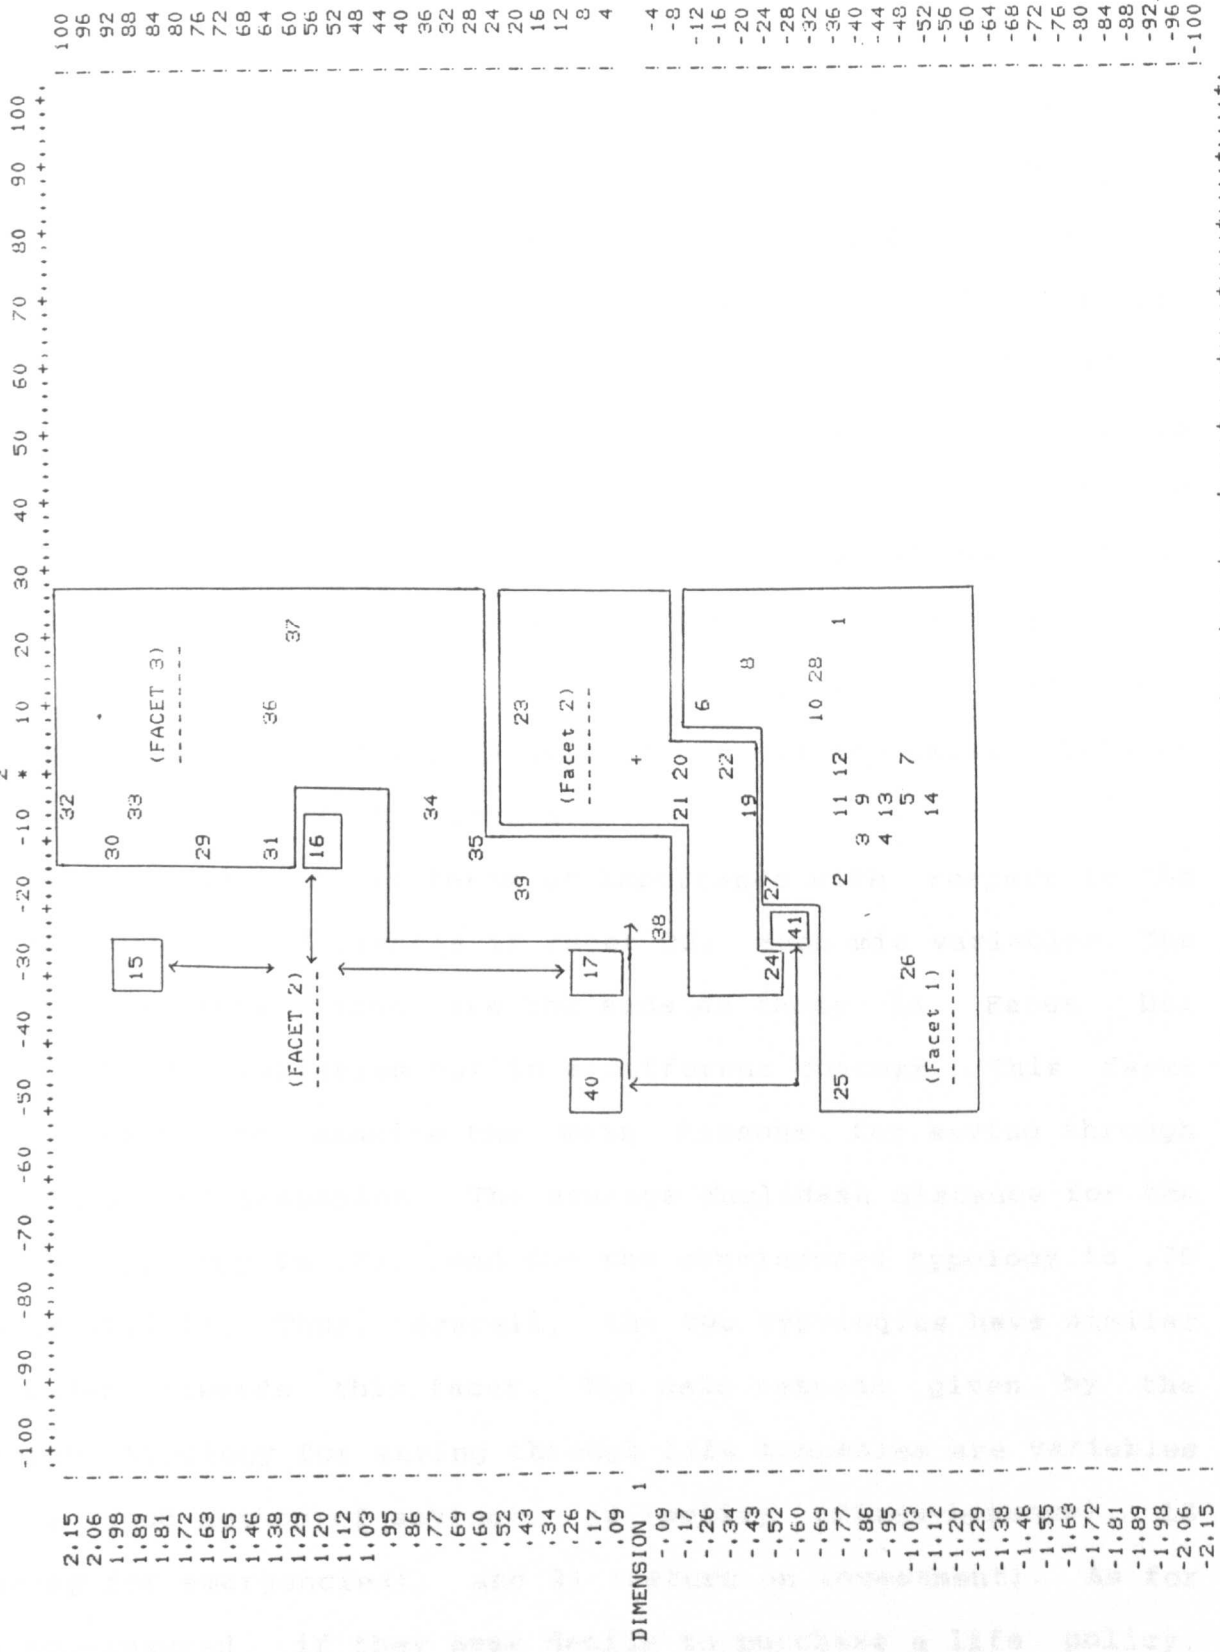 -100 -90 -80 -70 -60 -50 -40 -30 -20 -10 2 10 20 30 40 50 60 70 80 90 100
*
2.15 ! 32 ! 100
2.06 ! ! 96
1.98 ! 30 ! 92
1.89 ! 15 33 ! 88
1.81 ! (FACET 3) ! 84
1.72 ! --------- ! 80
1.63 ! 29 ! 76
1.55 ! ! 72
1.46 ! ! 68
1.38 ! 31 36 ! 64
1.29 ! (FACET 2) 37 ! 60
1.20 ! --------- 16 ! 56
1.12 ! ! 52
1.03 ! ! 48
.95 ! ! 44
.86 ! ! 40
.77 ! 34 ! 36
.69 ! ! 32
.60 ! 35 ! 28
.52 ! ! 24
.43 ! 39 23 ! 20
.34 ! ! 16
.26 ! (Facet 2) ! 12
.17 ! 40 17 --------- ! 8
.09 ! ! 4
DIMENSION 1 +
-.09 ! 38 ! -4
-.17 ! 21 20 ! -8
-.26 ! 6 ! -12
-.34 ! 22 ! -16
-.43 ! 19 8 ! -20
-.52 ! 24 27 ! -24
-.60 ! 41 ! -28
-.69 ! 10 28 ! -32
-.77 ! 25 2 11 12 1 ! -36
-.86 ! 3 9 ! -40
-.95 ! 4 13 ! -44
-1.03 ! 26 5 7 ! -48
-1.12 ! (Facet 1) 14 ! -52
-1.20 ! --------- ! -56
-1.29 ! ! -60
-1.38 ! ! -64
-1.46 ! ! -68
-1.55 ! ! -72
-1.63 ! ! -76
-1.72 ! ! -80
-1.81 ! ! -84
-1.89 ! ! -88
-1.98 ! ! -92
-2.06 ! ! -96
-2.15 ! ! -100